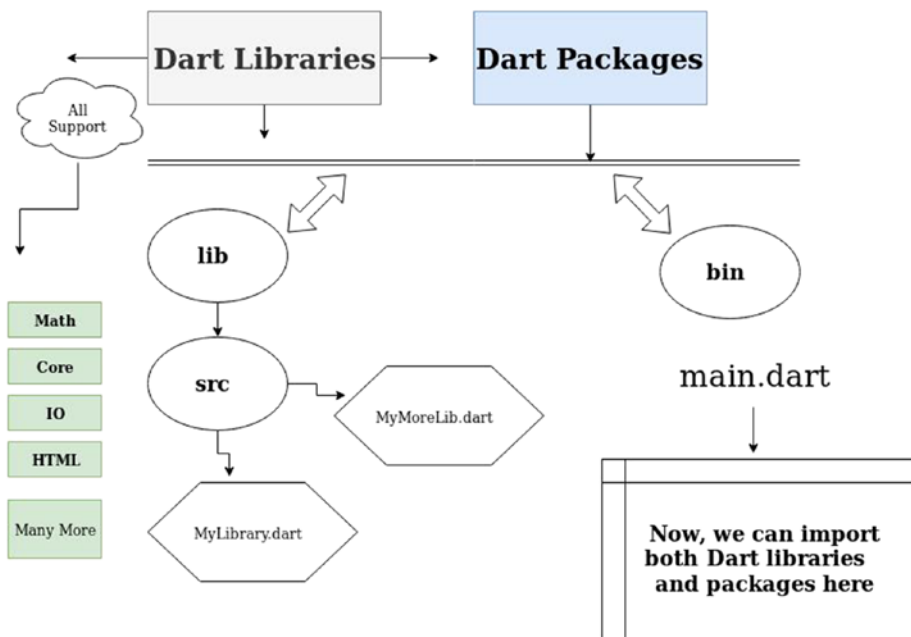 Dart Libraries
Dart Packages
All
Support
lib
bin
Math
Core
IO
HTML
Many More
src
MyMoreLib.dart
MyLibrary.dart
main.dart
Now, we can import
both Dart libraries
and packages here